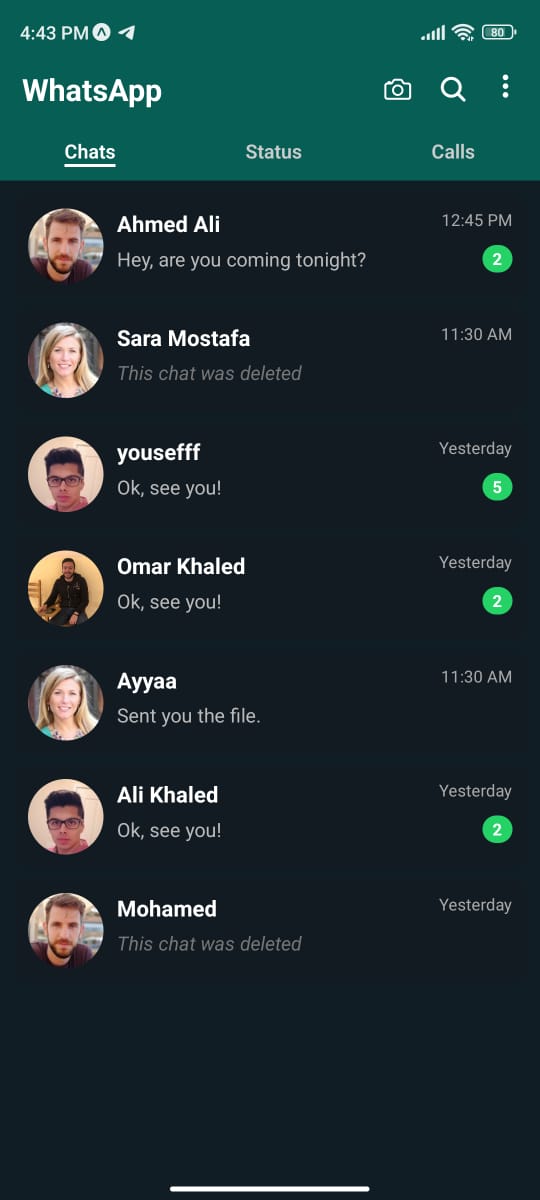 4:43 PM 80
WhatsApp
Chats Status Calls
Ahmed Ali 12:45 PM
Hey, are you coming tonight? 2
Sara Mostafa 11:30 AM
This chat was deleted
yousefff Yesterday
Ok, see you! 5
Omar Khaled Yesterday
Ok, see you! 2
Ayyaa 11:30 AM
Sent you the file.
Ali Khaled Yesterday
Ok, see you! 2
Mohamed Yesterday
This chat was deleted